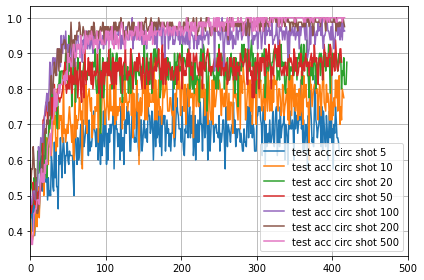 1.0
0.9
0.8
0.7
0.6
0.5
0.4
0
100
200
300
400
500
test acc circ shot 5
test acc circ shot 10
test acc circ shot 20
test acc circ shot 50
test acc circ shot 100
test acc circ shot 200
test acc circ shot 500